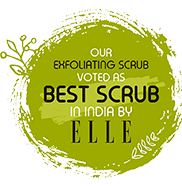 OUR
EXFOLIATING SCRUB
VOTED AS
BEST SCRUB
IN INDIA BY
ELLE